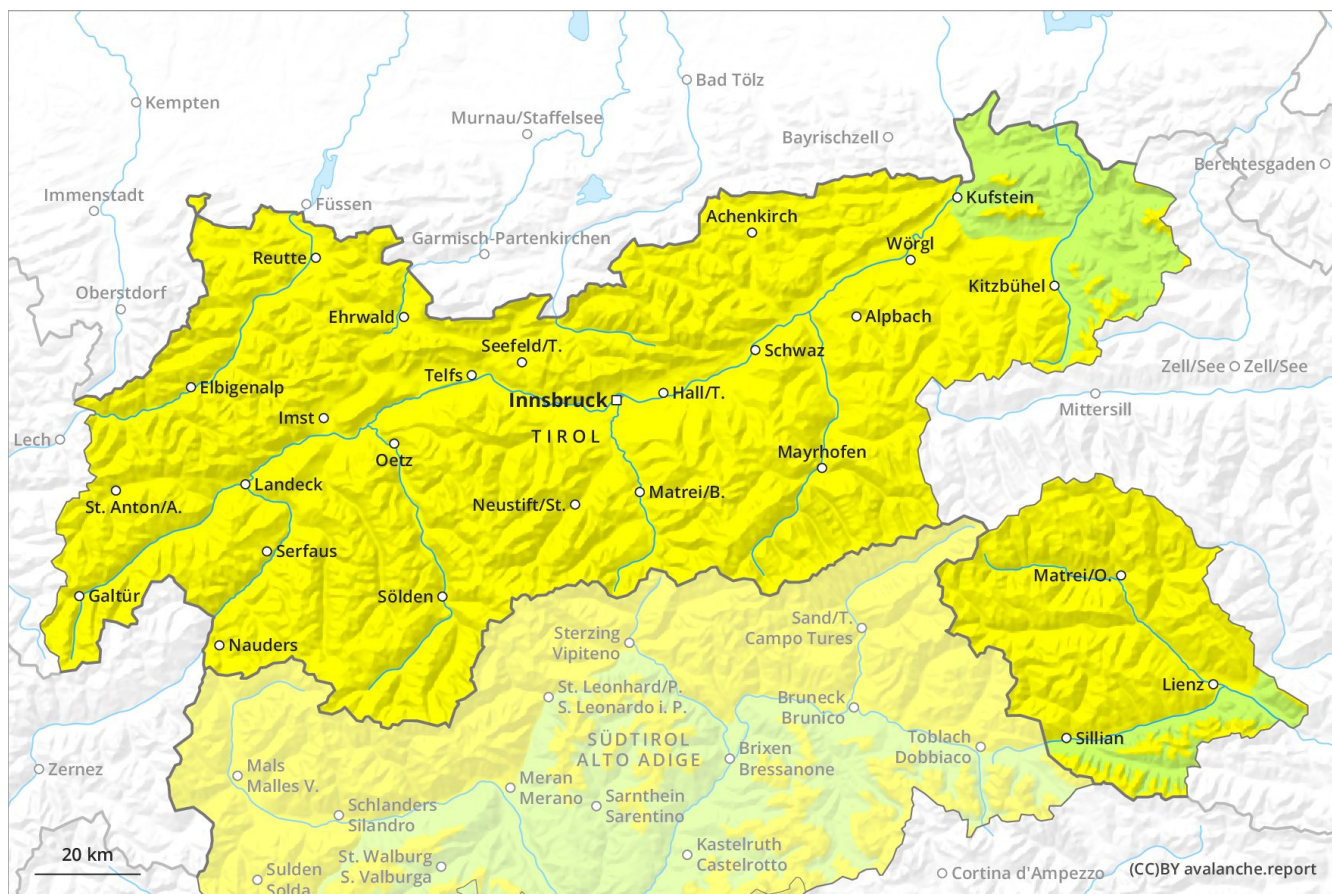 Kempten
Bad Tölz
Murnau/Staffelsee
Bayrischzell
Berchtesgaden
Immenstadt
Füssen
Kufstein
Achenkirch
Garmisch-Partenkirchen
Wörgl
Reutte
Oberstdorf
Kitzbühel
Ehrwald
Alpbach
Seefeld/T.
Schwaz
Zell/See
Zell/See
Telfs
Elbigenalp
Innsbruck
Hall/T.
Mittersill
Imst
TIROL
Lech
Oetz
Mayrhofen
Landeck
St. Anton/A.
Neustift/St.
Matrei/B.
Serfaus
Matrei/O.
Galtür
Sölden
Sand/T.
Campo Tures
Sterzing
Vipiteno
Nauders
Lienz
St. Leonhard/P.
S. Leonardo i. P.
Bruneck
Brunico
SÜDTIROL
ALTO ADIGE
Toblach
Dobbiaco
Sillian
Brixen
Bressanone
Zernez
Mals
Malles V.
Meran
Merano
Sarnthein
Sarentino
Schlanders
Silandro
20 km
St. Walburg
S. Valburga
Kastelruth
Castelrotto
Sulden
Solda
Cortina d'Ampezzo
(CC)BY avalanche.report